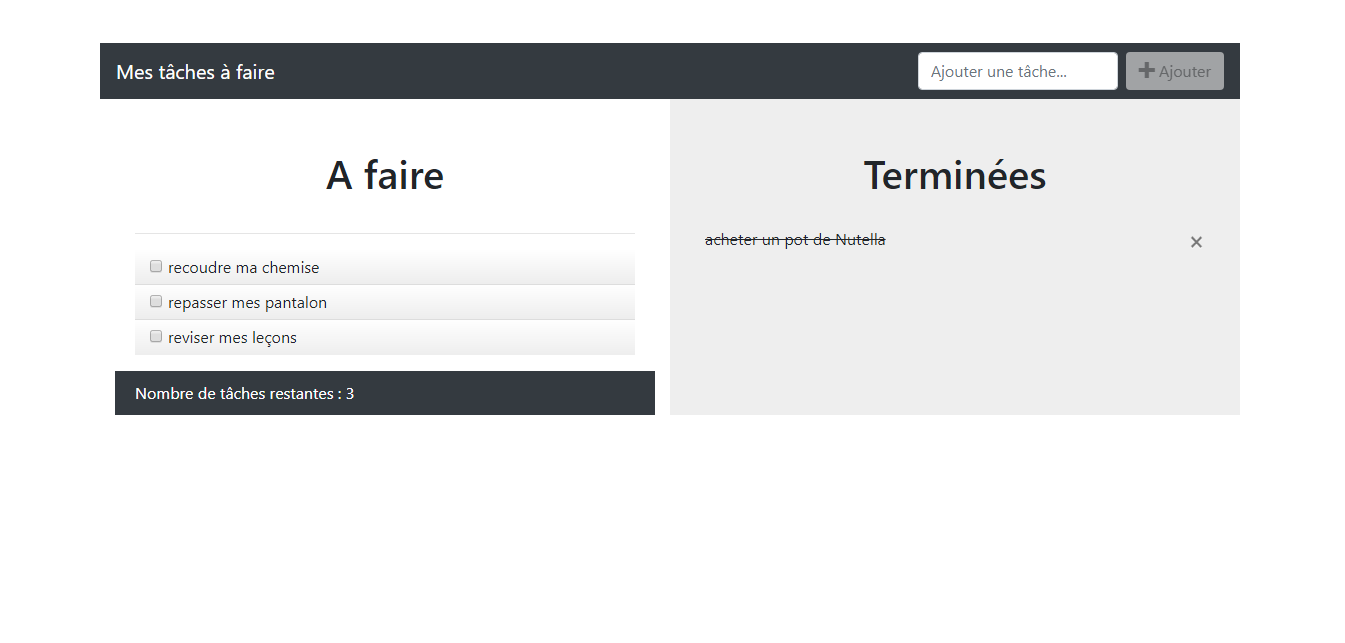 Mes tâches à faire
Ajouter une tâche...
Ajouter
A faire
recoudre ma chemise
repasser mes pantalon
reviser mes leçons
Nombre de tâches restantes : 3
Terminées
acheter un pot de Nutella